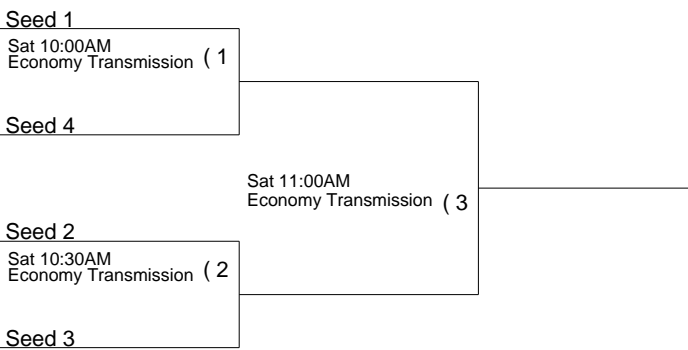 Seed 1
Sat 10:00AM
Economy Transmission ( 1
Seed 4
Sat 11:00AM
Economy Transmission ( 3
Seed 2
Sat 10:30AM
Economy Transmission ( 2
Seed 3